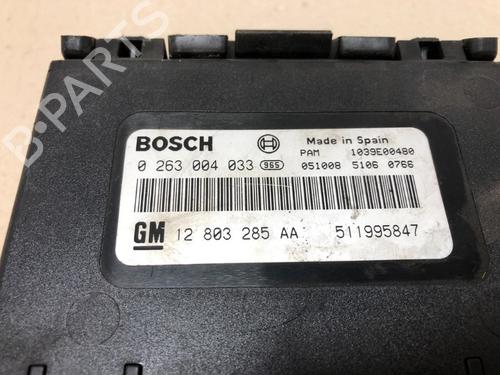 BOSCH
Made in Spain
PAM 1039E00480
0 263 004 033 965 051008 5106 0766
GM 12 803 285 AA 511995847
B-PARTS